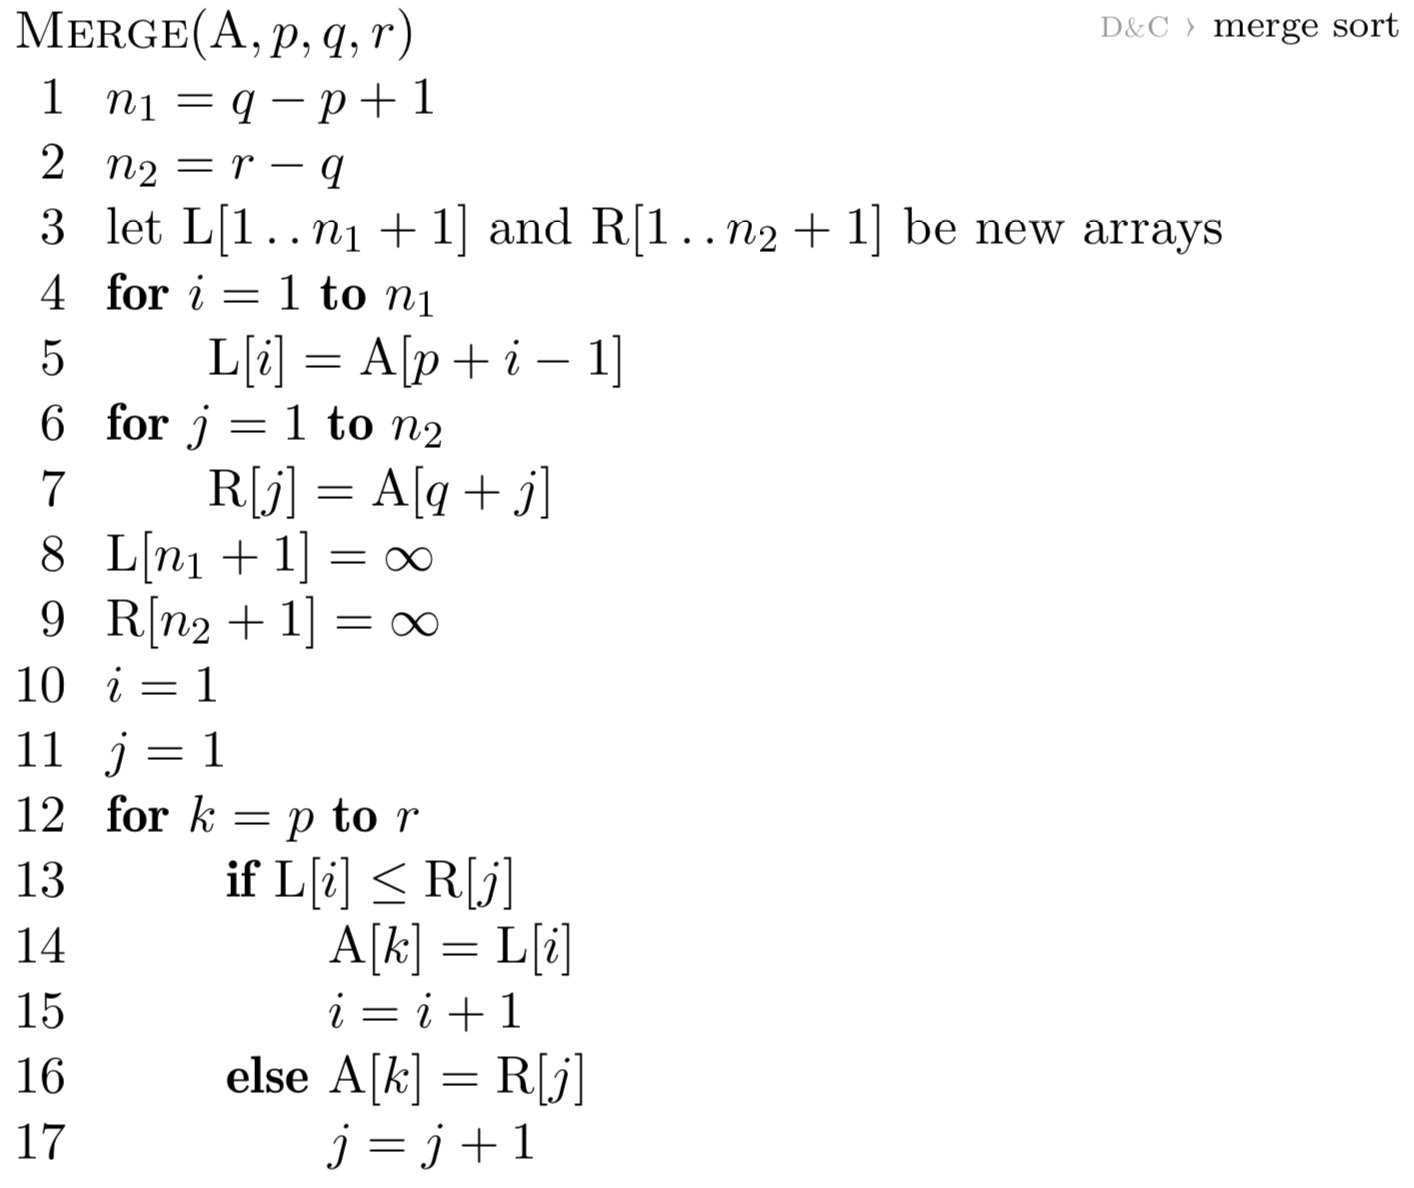 MERGE(A, p, q, r)
D&C › merge sort
1 n₁ = q − p + 1
2 n₂ = r − q
3 let L[1 . . n₁ + 1] and R[1 . . n₂ + 1] be new arrays
4 for i = 1 to n₁
5 L[i] = A[p + i − 1]
6 for j = 1 to n₂
7 R[j] = A[q + j]
8 L[n₁ + 1] = ∞
9 R[n₂ + 1] = ∞
10 i = 1
11 j = 1
12 for k = p to r
13 if L[i] ≤ R[j]
14 A[k] = L[i]
15 i = i + 1
16 else A[k] = R[j]
17 j = j + 1